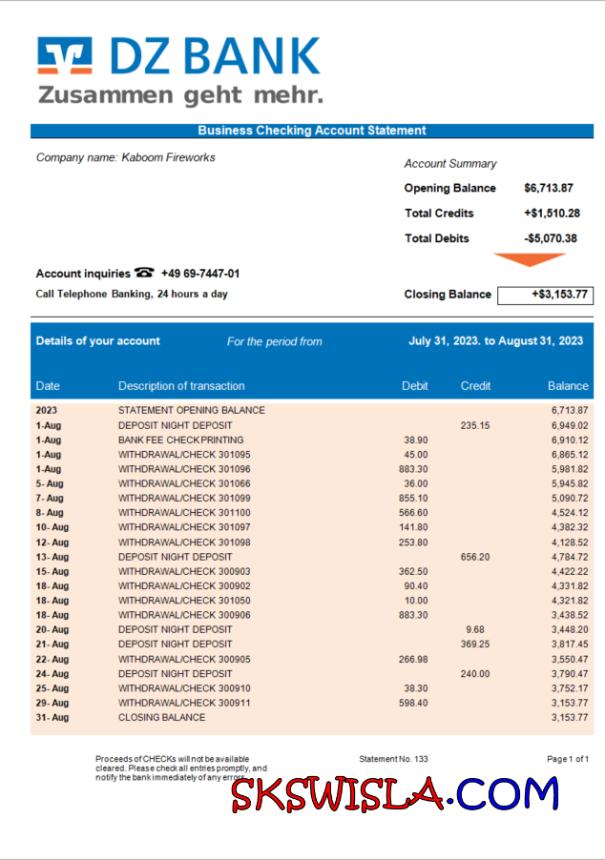 DZ BANK
Zusammen geht mehr.
Business Checking Account Statement
Company name: Kaboom Fireworks
Account Summary
Opening Balance $6,713.87
Total Credits +$1,510.28
Total Debits -$5,070.38
Account inquiries ☎ +49 69-7447-01
Call Telephone Banking, 24 hours a day
Closing Balance +$3,153.77
Details of your account For the period from July 31, 2023. to August 31, 2023
Date Description of transaction Debit Credit Balance
2023 STATEMENT OPENING BALANCE 6,713.87
1-Aug DEPOSIT NIGHT DEPOSIT 235.15 6,949.02
1-Aug BANK FEE CHECK PRINTING 38.90 6,910.12
1-Aug WITHDRAWAL/CHECK 301095 45.00 6,865.12
1-Aug WITHDRAWAL/CHECK 301096 883.30 5,981.82
5- Aug WITHDRAWAL/CHECK 301066 36.00 5,945.82
7- Aug WITHDRAWAL/CHECK 301099 855.10 5,090.72
8- Aug WITHDRAWAL/CHECK 301100 566.60 4,524.12
10- Aug WITHDRAWAL/CHECK 301097 141.80 4,382.32
12- Aug WITHDRAWAL/CHECK 301098 253.80 4,128.52
13- Aug DEPOSIT NIGHT DEPOSIT 656.20 4,784.72
15- Aug WITHDRAWAL/CHECK 300903 362.50 4,422.22
18- Aug WITHDRAWAL/CHECK 300902 90.40 4,331.82
18- Aug WITHDRAWAL/CHECK 301050 10.00 4,321.82
18- Aug WITHDRAWAL/CHECK 300906 883.30 3,438.52
20- Aug DEPOSIT NIGHT DEPOSIT 9.68 3,448.20
21- Aug DEPOSIT NIGHT DEPOSIT 369.25 3,817.45
22- Aug WITHDRAWAL/CHECK 300905 266.98 3,550.47
24- Aug DEPOSIT NIGHT DEPOSIT 240.00 3,790.47
25- Aug WITHDRAWAL/CHECK 300910 38.30 3,752.17
29- Aug WITHDRAWAL/CHECK 300911 598.40 3,153.77
31- Aug CLOSING BALANCE 3,153.77
Proceeds of CHECKs will not be available
cleared. Please check all entries promptly, and
notify the bank immediately of any errors.
Statement No. 133
Page 1 of 1
SKSWISLA.COM